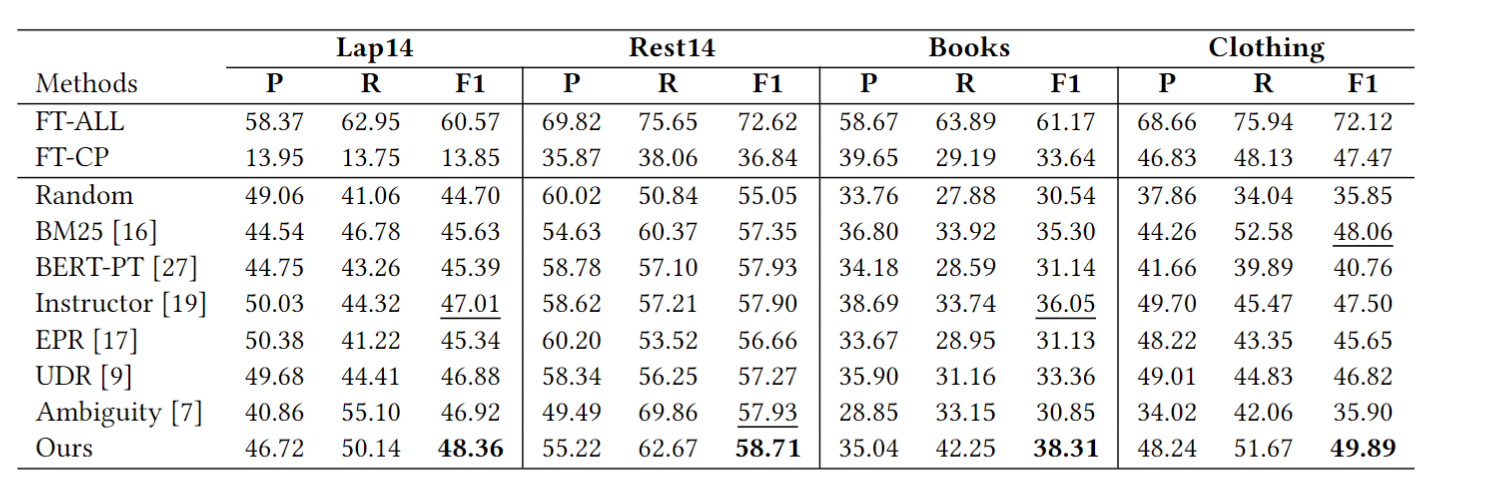 Lap14 Rest14 Books Clothing
Methods P R F1 P R F1 P R F1 P R F1
FT-ALL 58.37 62.95 60.57 69.82 75.65 72.62 58.67 63.89 61.17 68.66 75.94 72.12
FT-CP 13.95 13.75 13.85 35.87 38.06 36.84 39.65 29.19 33.64 46.83 48.13 47.47
Random 49.06 41.06 44.70 60.02 50.84 55.05 33.76 27.88 30.54 37.86 34.04 35.85
BM25 [16] 44.54 46.78 45.63 54.63 60.37 57.35 36.80 33.92 35.30 44.26 52.58 48.06
BERT-PT [27] 44.75 43.26 45.39 58.78 57.10 57.93 34.18 28.59 31.14 41.66 39.89 40.76
Instructor [19] 50.03 44.32 47.01 58.62 57.21 57.90 38.69 33.74 36.05 49.70 45.47 47.50
EPR [17] 50.38 41.22 45.34 60.20 53.52 56.66 33.67 28.95 31.13 48.22 43.35 45.65
UDR [9] 49.68 44.41 46.88 58.34 56.25 57.27 35.90 31.16 33.36 49.01 44.83 46.82
Ambiguity [7] 40.86 55.10 46.92 49.49 69.86 57.93 28.85 33.15 30.85 34.02 42.06 35.90
Ours 46.72 50.14 48.36 55.22 62.67 58.71 35.04 42.25 38.31 48.24 51.67 49.89